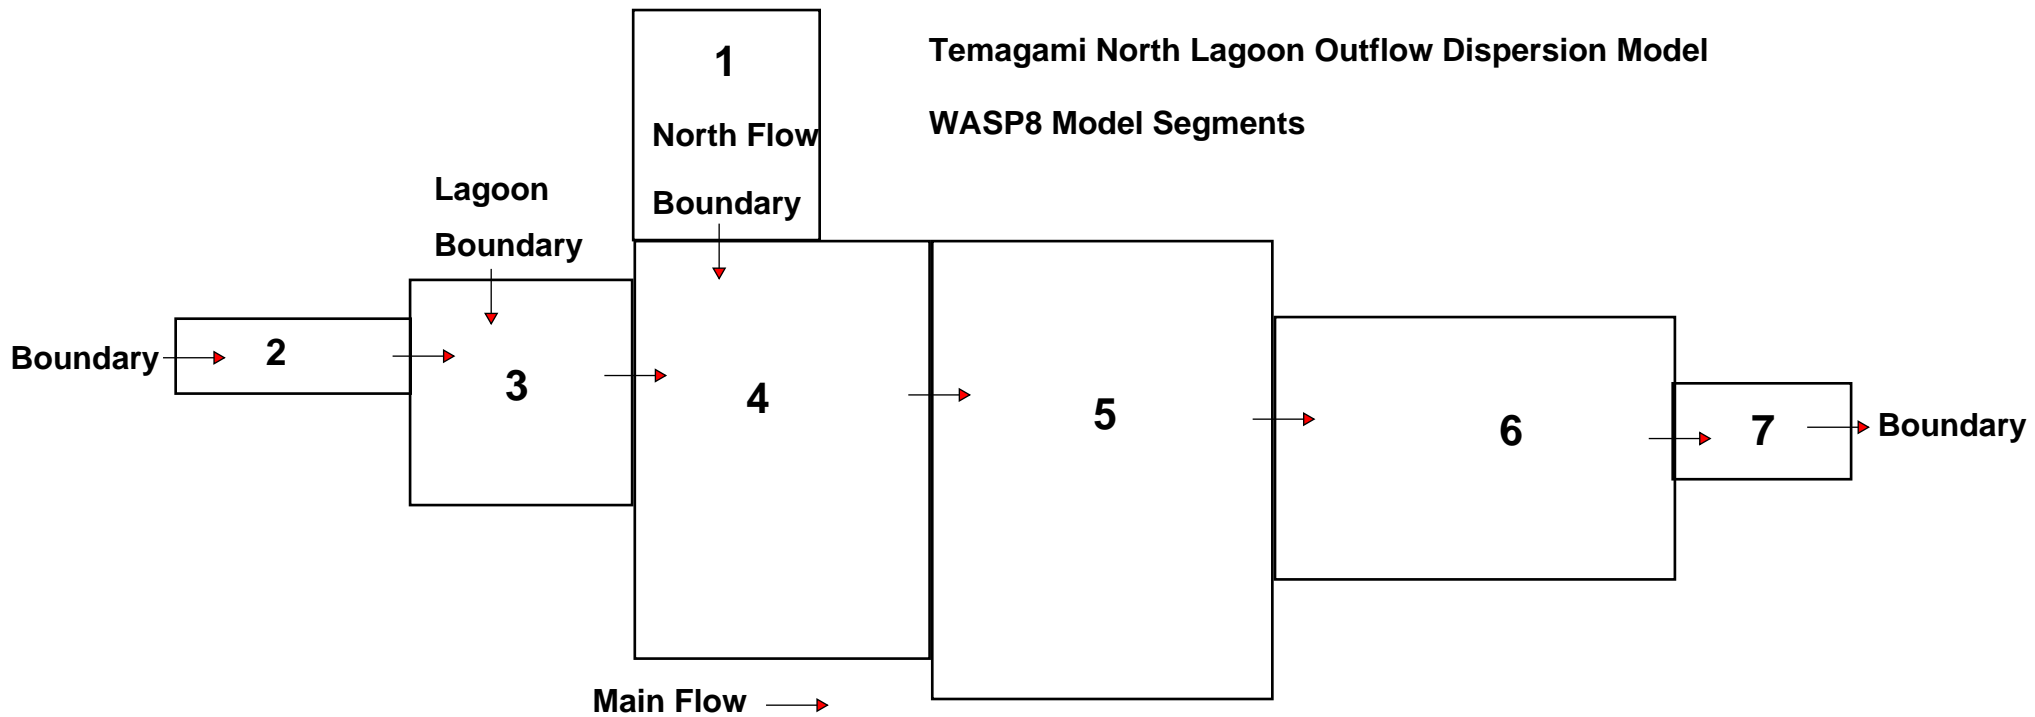 Temagami North Lagoon Outflow Dispersion Model
WASP8 Model Segments
1
North Flow
Boundary
Lagoon
Boundary
Boundary
2
3
4
5
6
7
Boundary
Main Flow